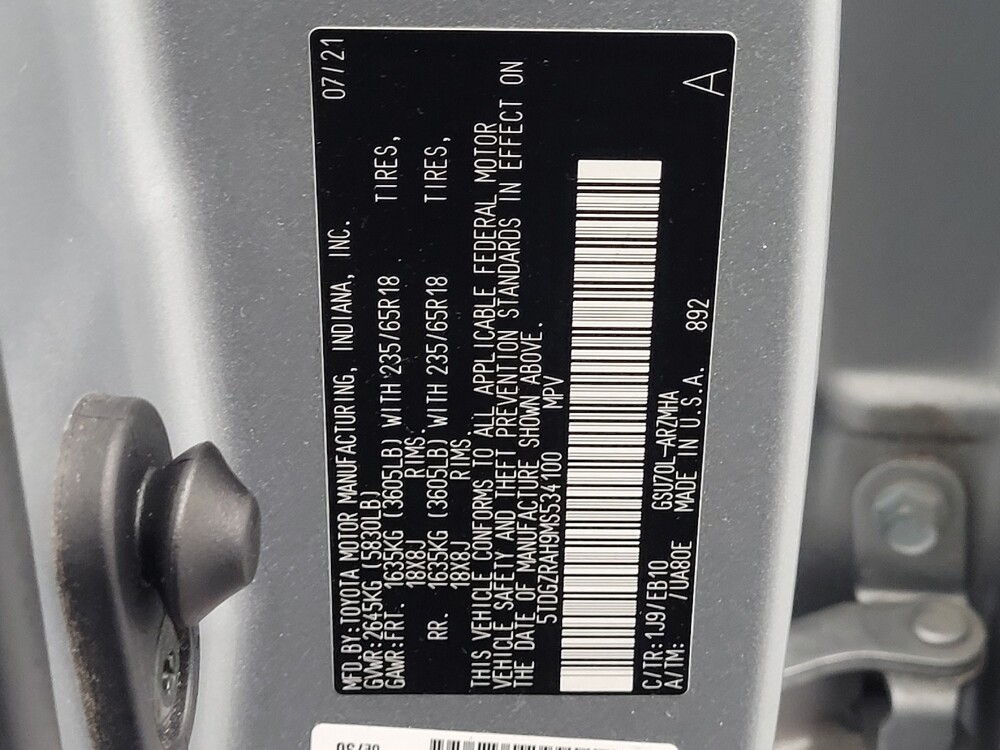 MFD.BY:TOYOTA MOTOR MANUFACTURING, INDIANA, INC. 07/21
GVWR:2645KG (5830LB)
GAWR:FRT. 1635KG (3605LB) WITH 235/65R18 TIRES,
18X8J RIMS.
RR. 1635KG (3605LB) WITH 235/65R18 TIRES,
18X8J RIMS.
THIS VEHICLE CONFORMS TO ALL APPLICABLE FEDERAL MOTOR
VEHICLE SAFETY AND THEFT PREVENTION STANDARDS IN EFFECT ON
THE DATE OF MANUFACTURE SHOWN ABOVE.
5TDGZRAH9MS534100 MPV
C/TR:1J9/EB10 GSU70L-ARZMHA 892
A/TM: /UA80E MADE IN U.S.A. A